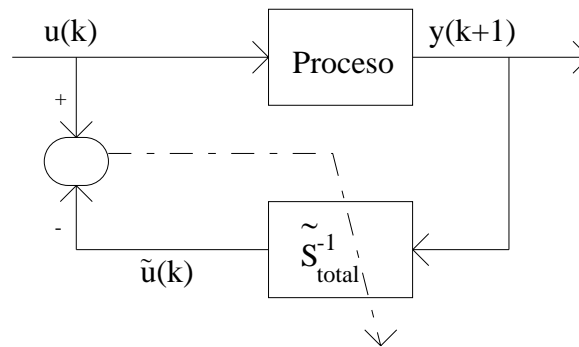 u(k)
y(k+1)
Proceso
+
-
S̃⁻¹total
ũ(k)